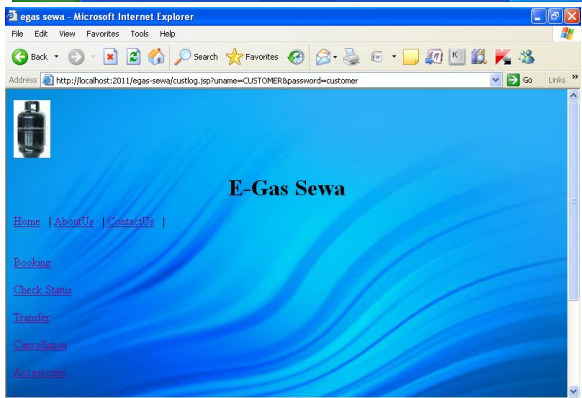 egas sewa - Microsoft Internet Explorer
File Edit View Favorites Tools Help
Back Search Favorites
Address http://localhost:2011/egas-sewa/custlog.jsp?uname=CUSTOMER&password=customer Go Links »
E-Gas Sewa
Home | AboutUs | ContactUs |
Booking
Check Status
Transfer
Cancellation
Accessories